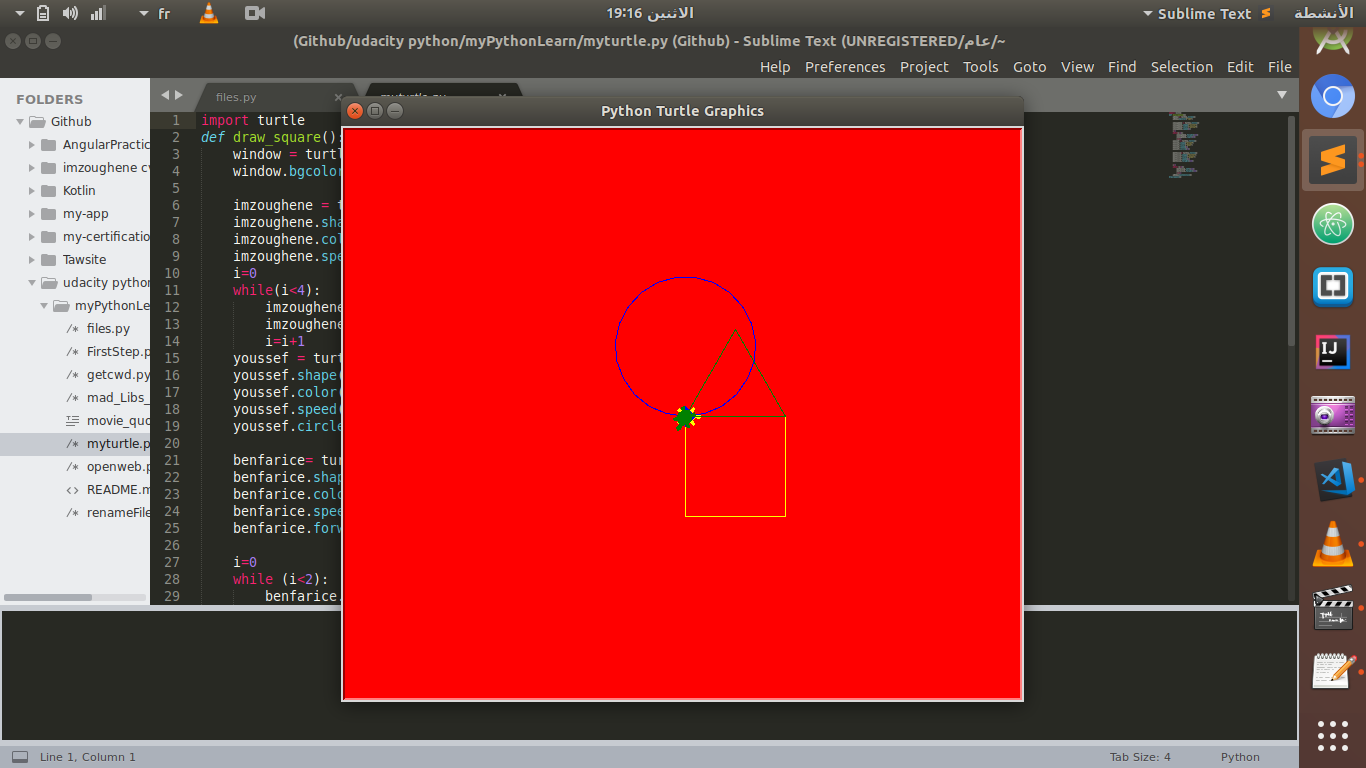 fr
الاثنين 19:16
Sublime Text
الأنشطة
~/عام/Github/udacity python/myPythonLearn/myturtle.py (Github) - Sublime Text (UNREGISTERED)
Help Preferences Project Tools Goto View Find Selection Edit File
FOLDERS
Github
AngularPractic
imzoughene c
Kotlin
my-app
my-certificatio
Tawsite
udacity python
myPythonLe
files.py
FirstStep.p
getcwd.py
mad_Libs_
movie_quo
myturtle.p
openweb.p
README.m
renameFile
files.py
myturtle.py
Python Turtle Graphics
1 import turtle
2 def draw_square():
3 window = turtl
4 window.bgcolor
5
6 imzoughene = t
7 imzoughene.sha
8 imzoughene.col
9 imzoughene.spe
10 i=0
11 while(i<4):
12 imzoughene
13 imzoughene
14 i=i+1
15 youssef = turt
16 youssef.shape(
17 youssef.color(
18 youssef.speed(
19 youssef.circle
20
21 benfarice= tur
22 benfarice.shap
23 benfarice.colo
24 benfarice.spee
25 benfarice.forw
26
27 i=0
28 while (i<2):
29 benfarice.
IJ
Line 1, Column 1
Tab Size: 4
Python